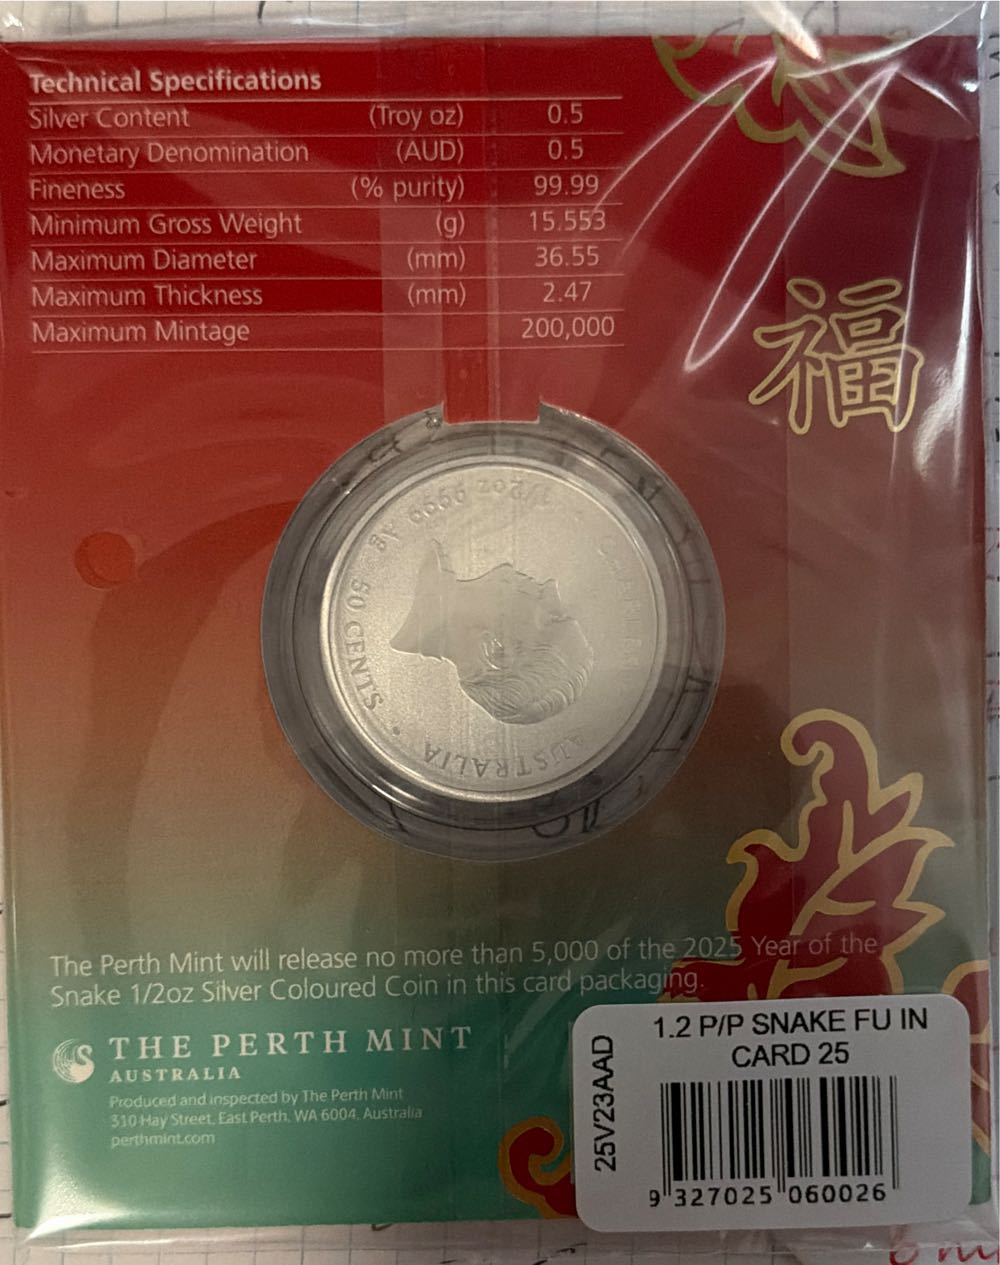 Technical Specifications
Silver Content (Troy oz) 0.5
Monetary Denomination (AUD) 0.5
Fineness (% purity) 99.99
Minimum Gross Weight (g) 15.553
Maximum Diameter (mm) 36.55
Maximum Thickness (mm) 2.47
Maximum Mintage 200,000
福
1/2oz 9999 Ag 50 CENTS • AUSTRALIA
The Perth Mint will release no more than 5,000 of the 2025 Year of the
Snake 1/2oz Silver Coloured Coin in this card packaging.
THE PERTH MINT
AUSTRALIA
Produced and inspected by The Perth Mint
310 Hay Street, East Perth, WA 6004, Australia
perthmint.com
25V23AAD
1.2 P/P SNAKE FU IN
CARD 25
9 327025 060026